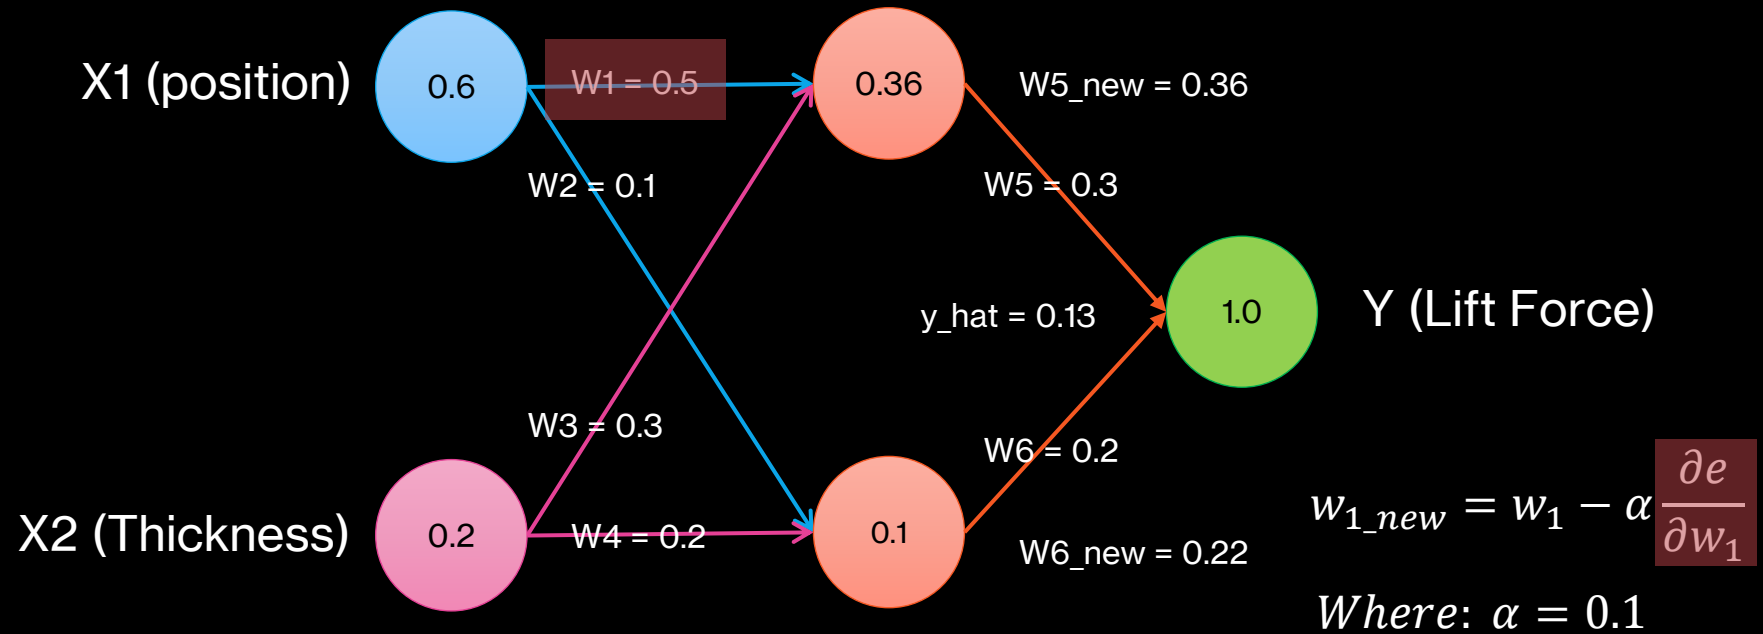 X1 (position)
0.6
W1 = 0.5
0.36
W5_new = 0.36
W2 = 0.1
W5 = 0.3
y_hat = 0.13
1.0
Y (Lift Force)
W3 = 0.3
W6 = 0.2
X2 (Thickness)
0.2
W4 = 0.2
0.1
W6_new = 0.22
w₁_new = w₁ − α ∂e/∂w₁
Where: α = 0.1